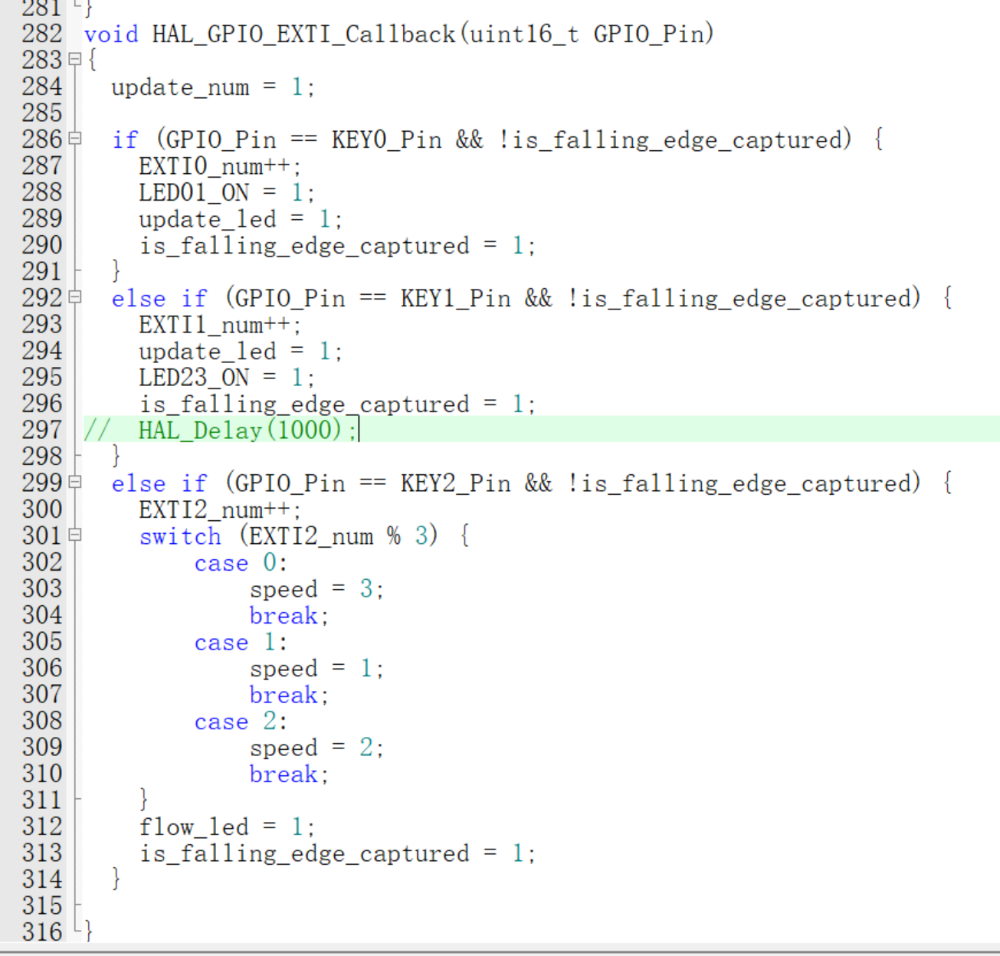 281 }
282 void HAL_GPIO_EXTI_Callback(uint16_t GPIO_Pin)
283 {
284   update_num = 1;
285
286   if (GPIO_Pin == KEY0_Pin && !is_falling_edge_captured) {
287     EXTI0_num++;
288     LED01_ON = 1;
289     update_led = 1;
290     is_falling_edge_captured = 1;
291   }
292   else if (GPIO_Pin == KEY1_Pin && !is_falling_edge_captured) {
293     EXTI1_num++;
294     update_led = 1;
295     LED23_ON = 1;
296     is_falling_edge_captured = 1;
297 //  HAL_Delay(1000);
298   }
299   else if (GPIO_Pin == KEY2_Pin && !is_falling_edge_captured) {
300     EXTI2_num++;
301     switch (EXTI2_num % 3) {
302         case 0:
303             speed = 3;
304             break;
305         case 1:
306             speed = 1;
307             break;
308         case 2:
309             speed = 2;
310             break;
311     }
312     flow_led = 1;
313     is_falling_edge_captured = 1;
314   }
315
316 }